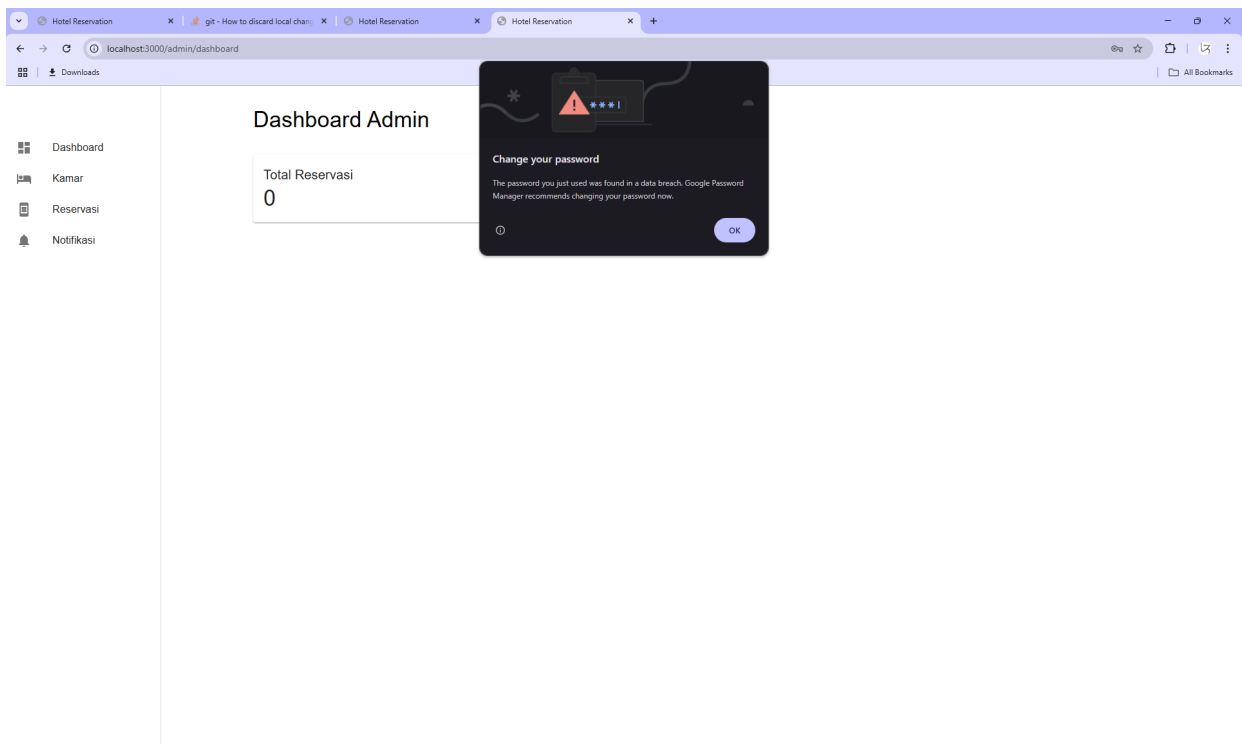 Hotel Reservation
git - How to discard local chang
Hotel Reservation
Hotel Reservation
localhost:3000/admin/dashboard
Downloads
All Bookmarks
Dashboard
Kamar
Reservasi
Notifikasi
Dashboard Admin
Total Reservasi
0
***
Change your password
The password you just used was found in a data breach. Google Password
Manager recommends changing your password now.
OK